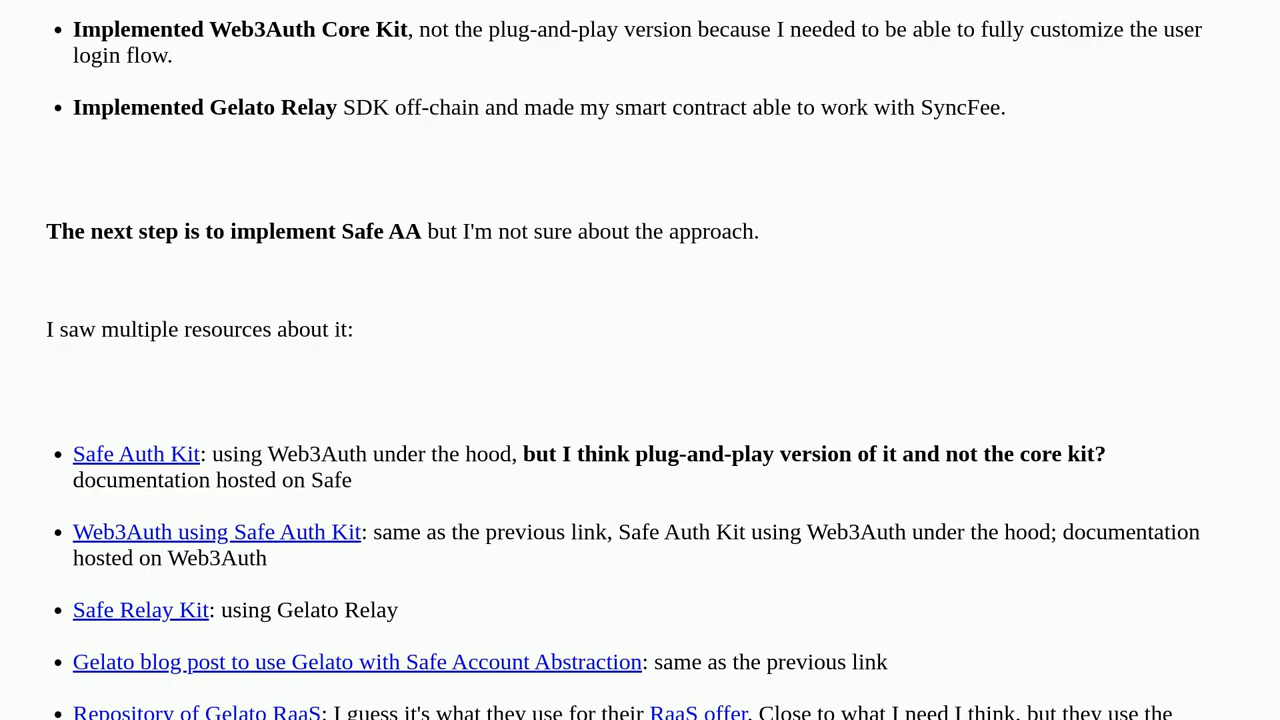 Implemented Web3Auth Core Kit, not the plug-and-play version because I needed to be able to fully customize the user
login flow.
Implemented Gelato Relay SDK off-chain and made my smart contract able to work with SyncFee.
The next step is to implement Safe AA but I'm not sure about the approach.
I saw multiple resources about it:
Safe Auth Kit: using Web3Auth under the hood, but I think plug-and-play version of it and not the core kit?
documentation hosted on Safe
Web3Auth using Safe Auth Kit: same as the previous link, Safe Auth Kit using Web3Auth under the hood; documentation
hosted on Web3Auth
Safe Relay Kit: using Gelato Relay
Gelato blog post to use Gelato with Safe Account Abstraction: same as the previous link
Repository of Gelato RaaS: I guess it's what they use for their RaaS offer. Close to what I need I think, but they use the